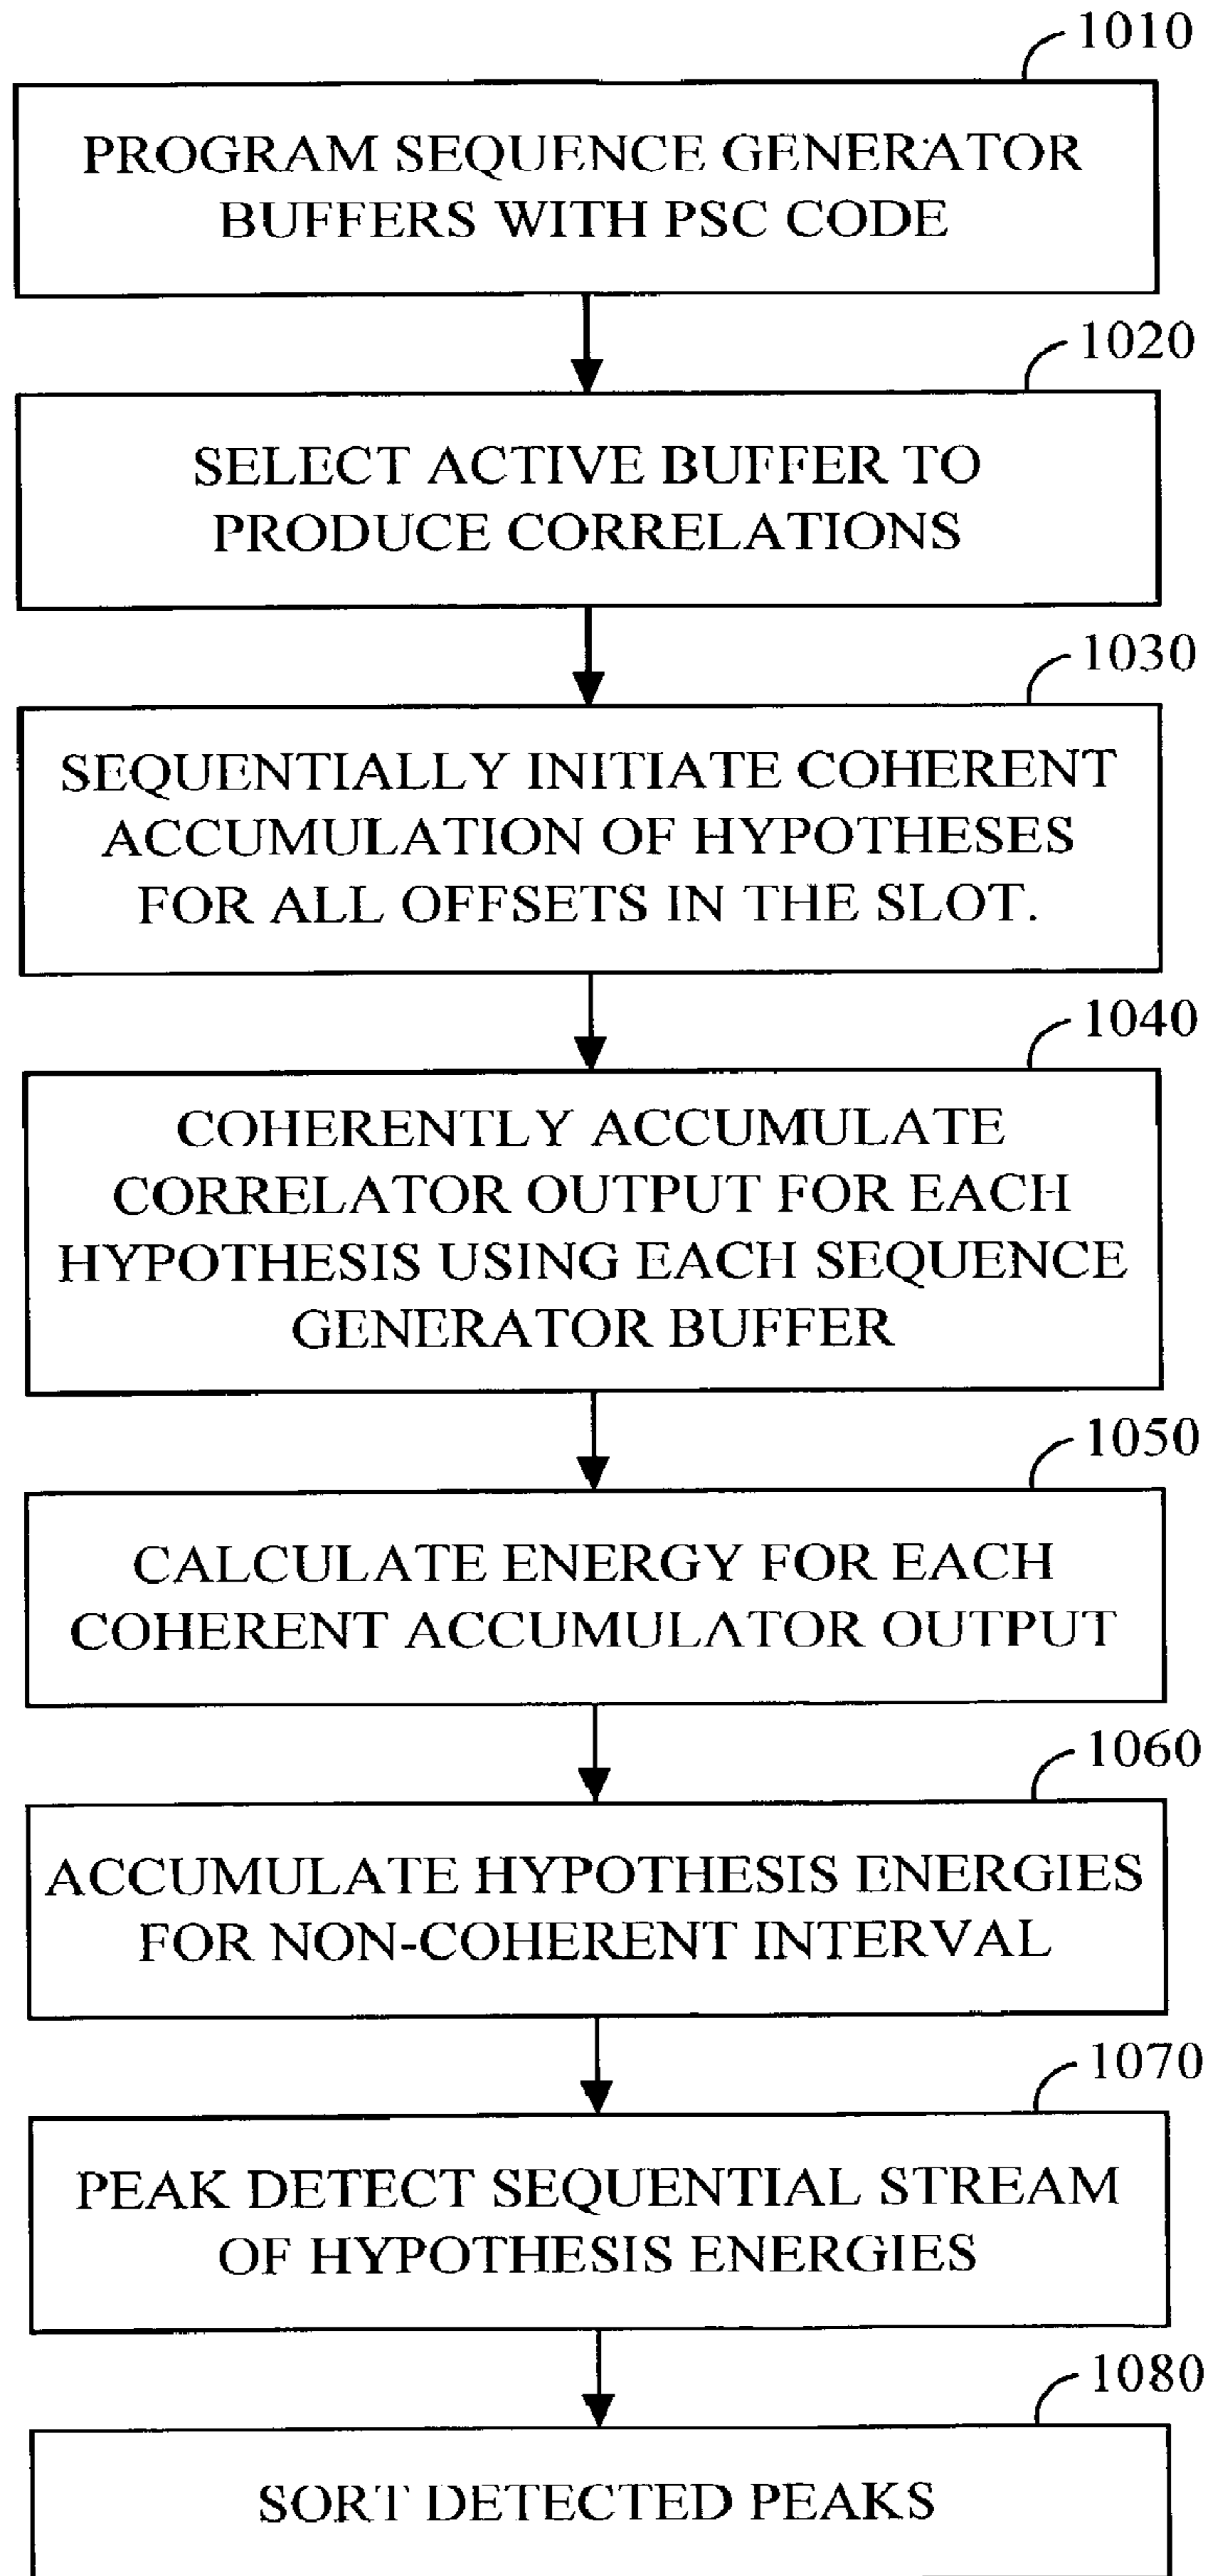 1010
PROGRAM SEQUENCE GENERATOR
BUFFERS WITH PSC CODE
1020
SELECT ACTIVE BUFFER TO
PRODUCE CORRELATIONS
1030
SEQUENTIALLY INITIATE COHERENT
ACCUMULATION OF HYPOTHESES
FOR ALL OFFSETS IN THE SLOT.
1040
COHERENTLY ACCUMULATE
CORRELATOR OUTPUT FOR EACH
HYPOTHESIS USING EACH SEQUENCE
GENERATOR BUFFER
1050
CALCULATE ENERGY FOR EACH
COHERENT ACCUMULATOR OUTPUT
1060
ACCUMULATE HYPOTHESIS ENERGIES
FOR NON-COHERENT INTERVAL
1070
PEAK DETECT SEQUENTIAL STREAM
OF HYPOTHESIS ENERGIES
1080
SORT DETECTED PEAKS